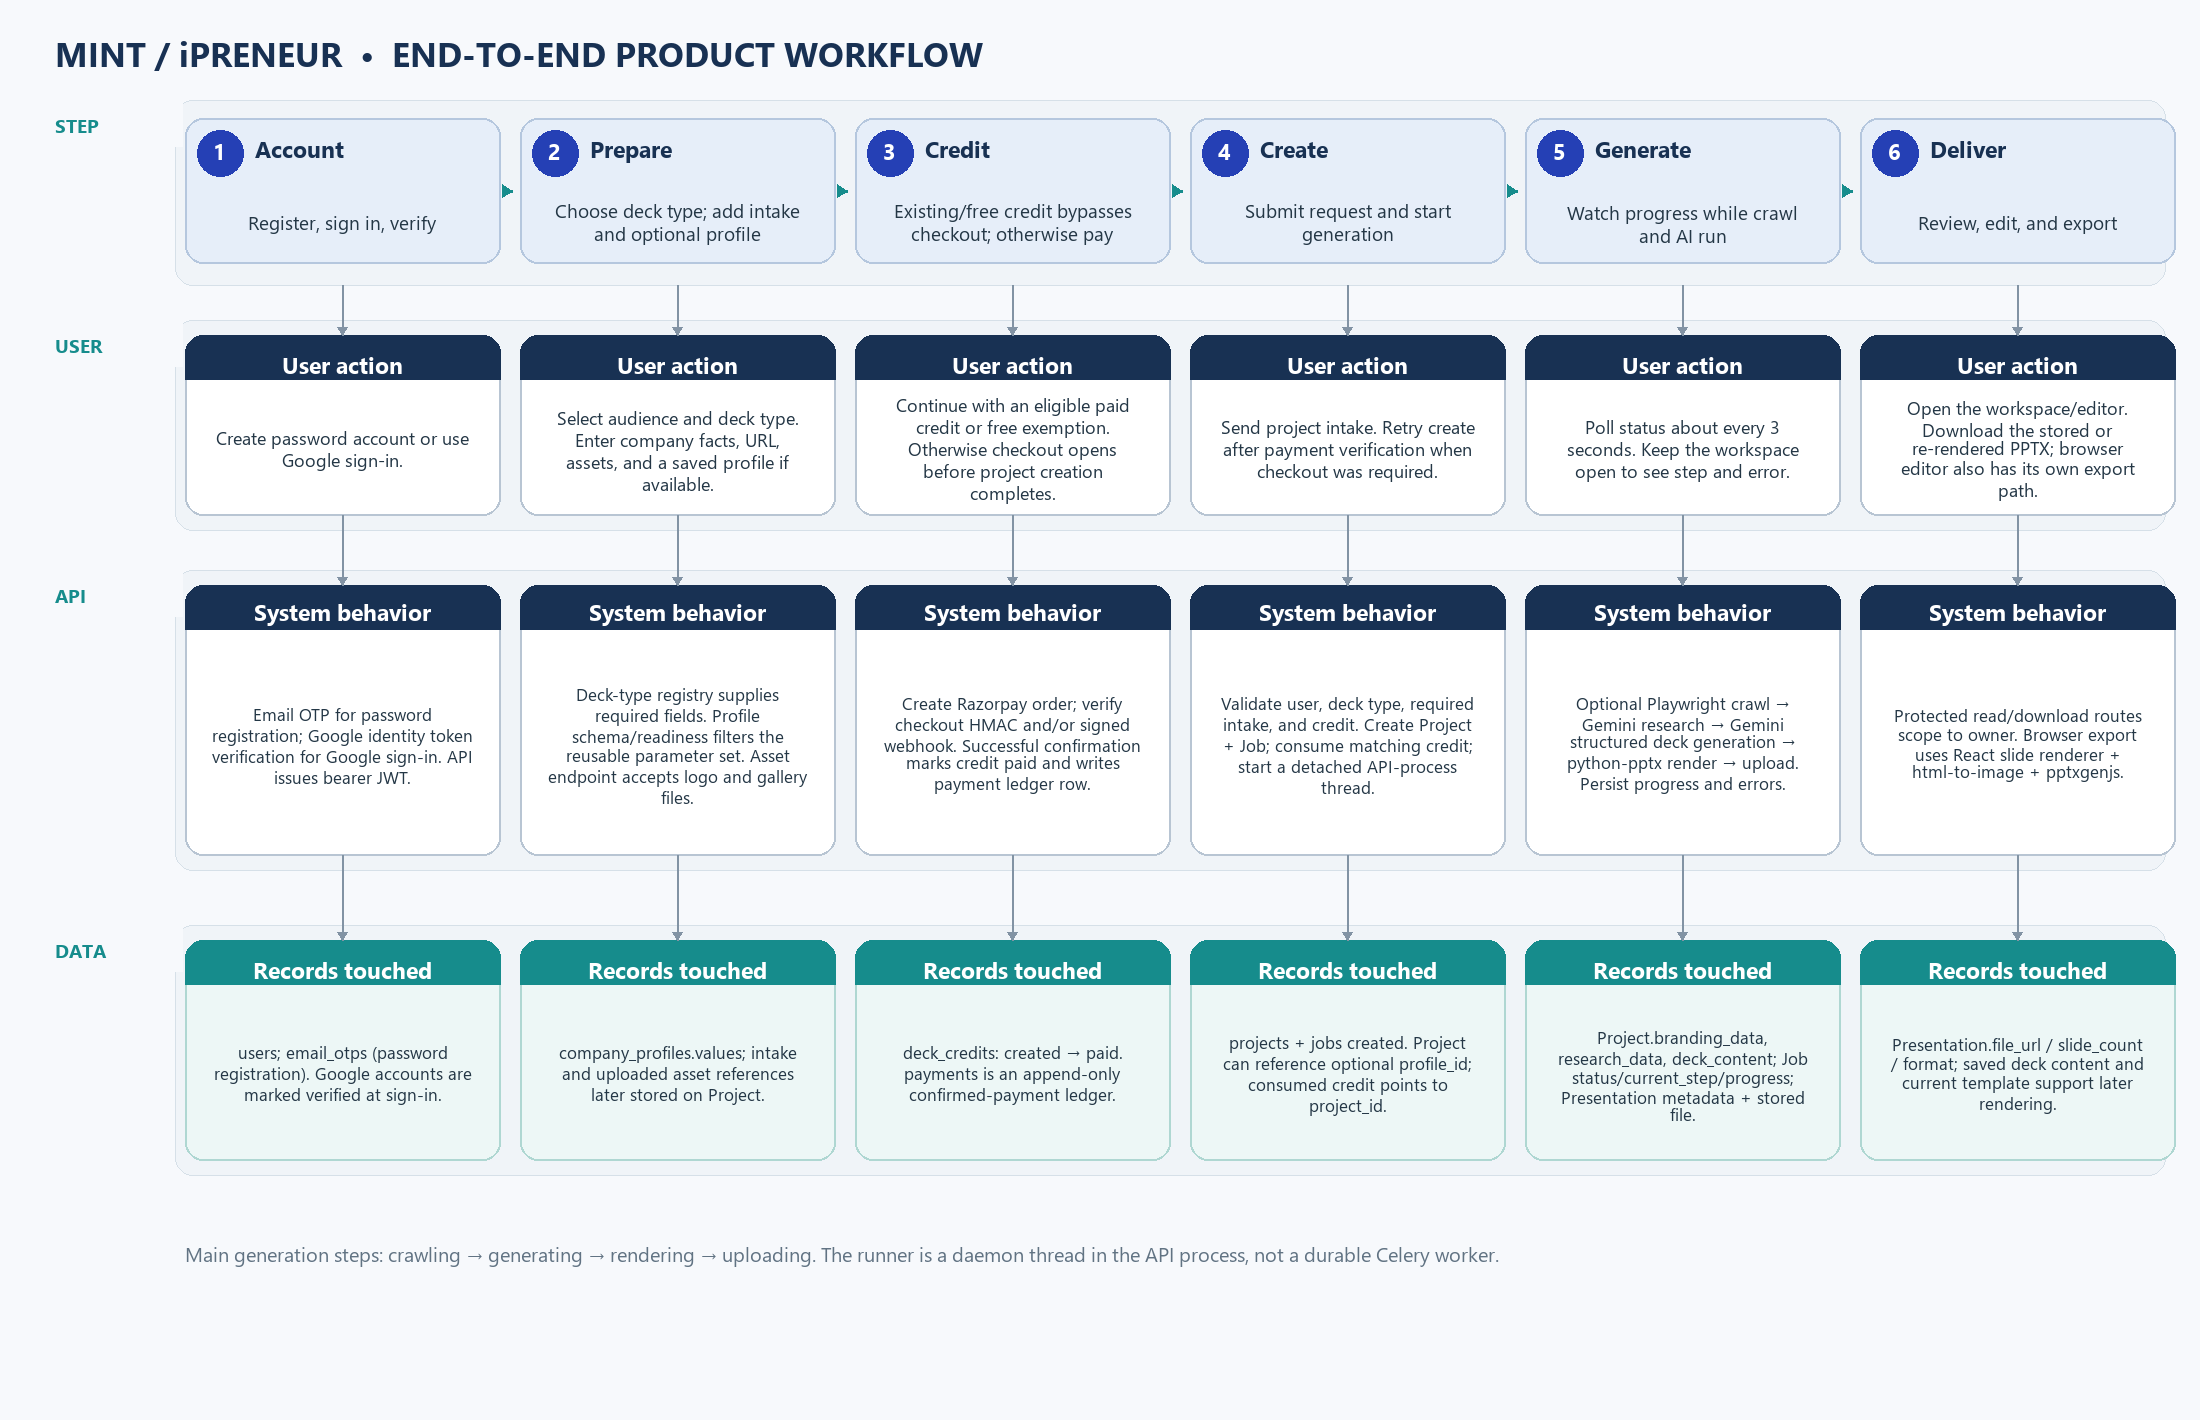 MINT / iPRENEUR • END-TO-END PRODUCT WORKFLOW
STEP
1 Account
Register, sign in, verify
2 Prepare
Choose deck type; add intake
and optional profile
3 Credit
Existing/free credit bypasses
checkout; otherwise pay
4 Create
Submit request and start
generation
5 Generate
Watch progress while crawl
and AI run
6 Deliver
Review, edit, and export
USER
User action
Create password account or use
Google sign-in.
User action
Select audience and deck type.
Enter company facts, URL,
assets, and a saved profile if
available.
User action
Continue with an eligible paid
credit or free exemption.
Otherwise checkout opens
before project creation
completes.
User action
Send project intake. Retry create
after payment verification when
checkout was required.
User action
Poll status about every 3
seconds. Keep the workspace
open to see step and error.
User action
Open the workspace/editor.
Download the stored or
re-rendered PPTX; browser
editor also has its own export
path.
API
System behavior
Email OTP for password
registration; Google identity token
verification for Google sign-in. API
issues bearer JWT.
System behavior
Deck-type registry supplies
required fields. Profile
schema/readiness filters the
reusable parameter set. Asset
endpoint accepts logo and gallery
files.
System behavior
Create Razorpay order; verify
checkout HMAC and/or signed
webhook. Successful confirmation
marks credit paid and writes
payment ledger row.
System behavior
Validate user, deck type, required
intake, and credit. Create Project
+ Job; consume matching credit;
start a detached API-process
thread.
System behavior
Optional Playwright crawl →
Gemini research → Gemini
structured deck generation →
python-pptx render → upload.
Persist progress and errors.
System behavior
Protected read/download routes
scope to owner. Browser export
uses React slide renderer +
html-to-image + pptxgenjs.
DATA
Records touched
users; email_otps (password
registration). Google accounts are
marked verified at sign-in.
Records touched
company_profiles.values; intake
and uploaded asset references
later stored on Project.
Records touched
deck_credits: created → paid.
payments is an append-only
confirmed-payment ledger.
Records touched
projects + jobs created. Project
can reference optional profile_id;
consumed credit points to
project_id.
Records touched
Project.branding_data,
research_data, deck_content; Job
status/current_step/progress;
Presentation metadata + stored
file.
Records touched
Presentation.file_url / slide_count
/ format; saved deck content and
current template support later
rendering.
Main generation steps: crawling → generating → rendering → uploading. The runner is a daemon thread in the API process, not a durable Celery worker.